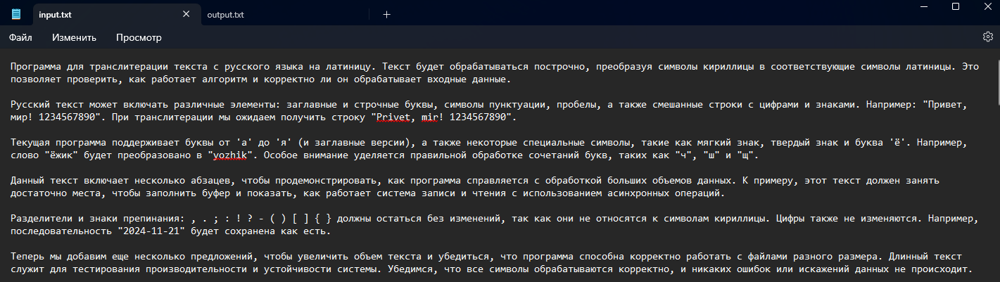 input.txt
output.txt
Файл Изменить Просмотр
Программа для транслитерации текста с русского языка на латиницу. Текст будет обрабатываться построчно, преобразуя символы кириллицы в соответствующие символы латиницы. Это
позволяет проверить, как работает алгоритм и корректно ли он обрабатывает входные данные.
Русский текст может включать различные элементы: заглавные и строчные буквы, символы пунктуации, пробелы, а также смешанные строки с цифрами и знаками. Например: "Привет,
мир! 1234567890". При транслитерации мы ожидаем получить строку "Privet, mir! 1234567890".
Текущая программа поддерживает буквы от 'а' до 'я' (и заглавные версии), а также некоторые специальные символы, такие как мягкий знак, твердый знак и буква 'ё'. Например,
слово "ёжик" будет преобразовано в "yozhik". Особое внимание уделяется правильной обработке сочетаний букв, таких как "ч", "ш" и "щ".
Данный текст включает несколько абзацев, чтобы продемонстрировать, как программа справляется с обработкой больших объемов данных. К примеру, этот текст должен занять
достаточно места, чтобы заполнить буфер и показать, как работает система записи и чтения с использованием асинхронных операций.
Разделители и знаки препинания: , . ; : ! ? - ( ) [ ] { } должны остаться без изменений, так как они не относятся к символам кириллицы. Цифры также не изменяются. Например,
последовательность "2024-11-21" будет сохранена как есть.
Теперь мы добавим еще несколько предложений, чтобы увеличить объем текста и убедиться, что программа способна корректно работать с файлами разного размера. Длинный текст
служит для тестирования производительности и устойчивости системы. Убедимся, что все символы обрабатываются корректно, и никаких ошибок или искажений данных не происходит.